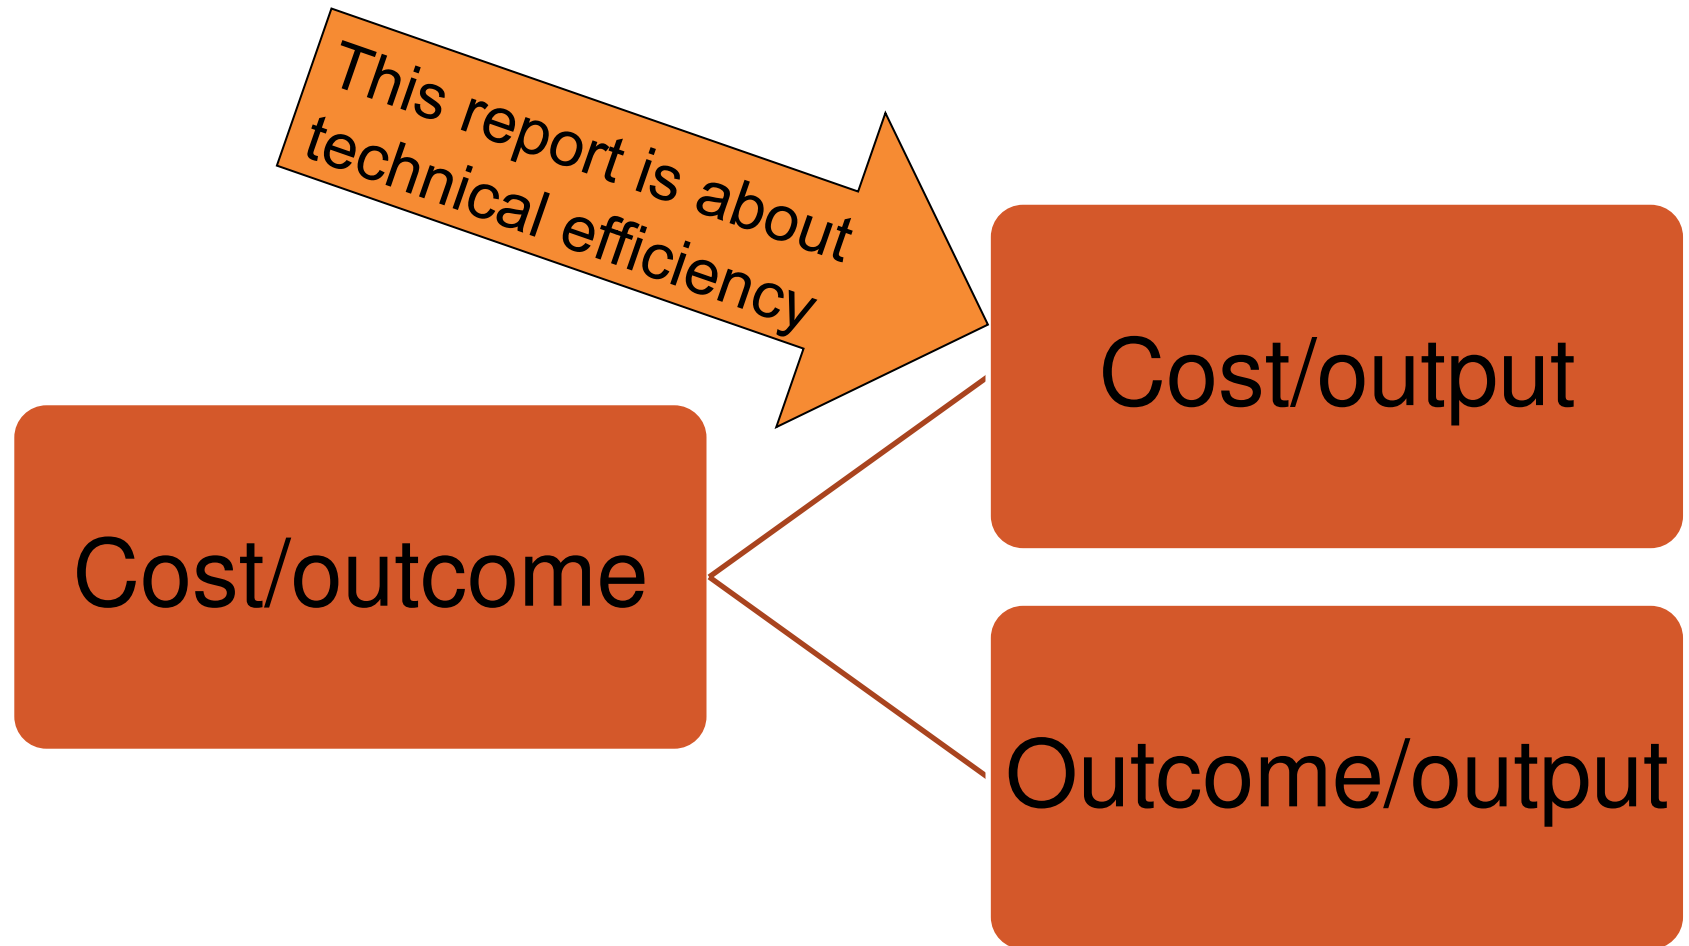 This report is about
technical efficiency
Cost/output
Cost/outcome
Outcome/output